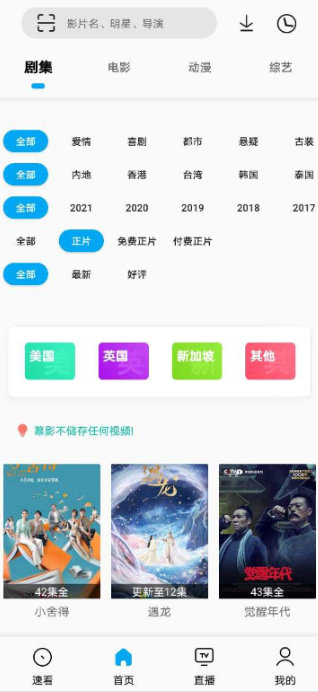 影片名、明星、导演
剧集 电影 动漫 综艺
全部 爱情 喜剧 都市 悬疑 古装
全部 内地 香港 台湾 韩国 泰国
全部 2021 2020 2019 2018 2017
全部 正片 免费正片 付费正片
全部 最新 好评
美国 英国 新加坡 其他
幕影不储存任何视频!
觉醒年代
42集全 更新至12集 43集全
小舍得 遇龙 觉醒年代
速看 首页 直播 我的